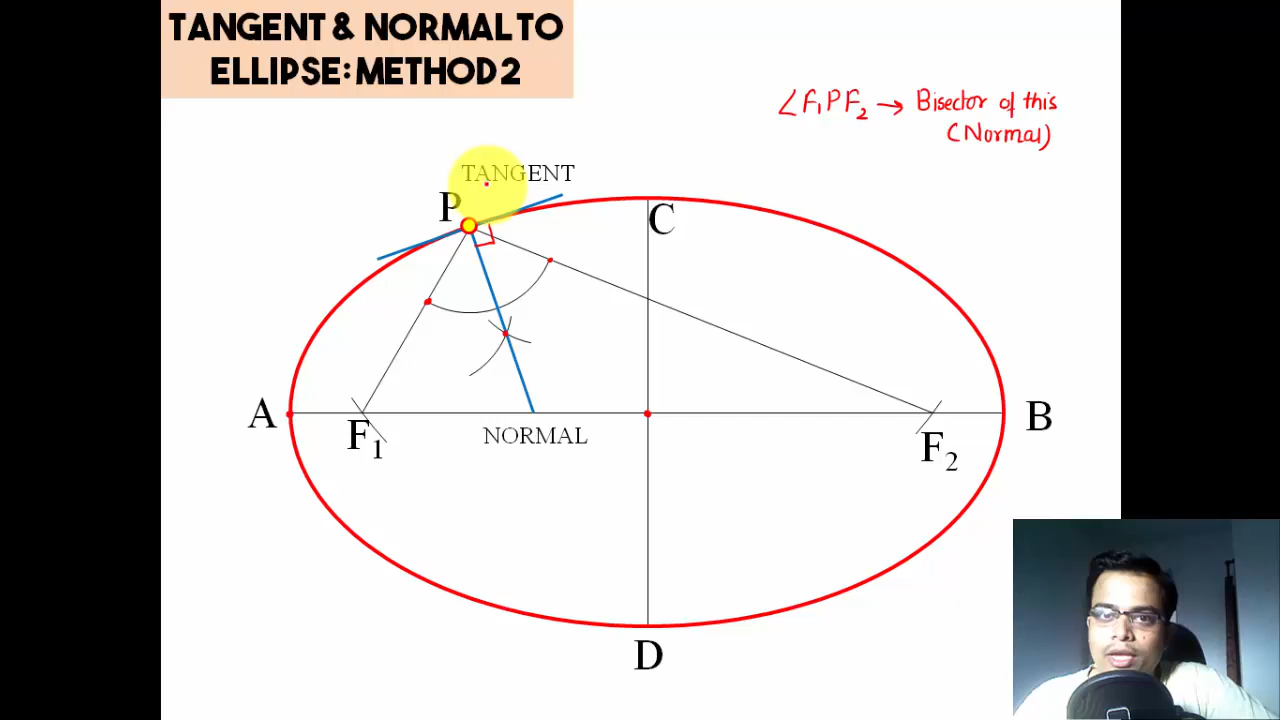 TANGENT & NORMAL TO
ELLIPSE: METHOD 2
∠F₁PF₂ → Bisector of this
(Normal)
TANGENT
P
C
A
B
F₁
NORMAL
F₂
D